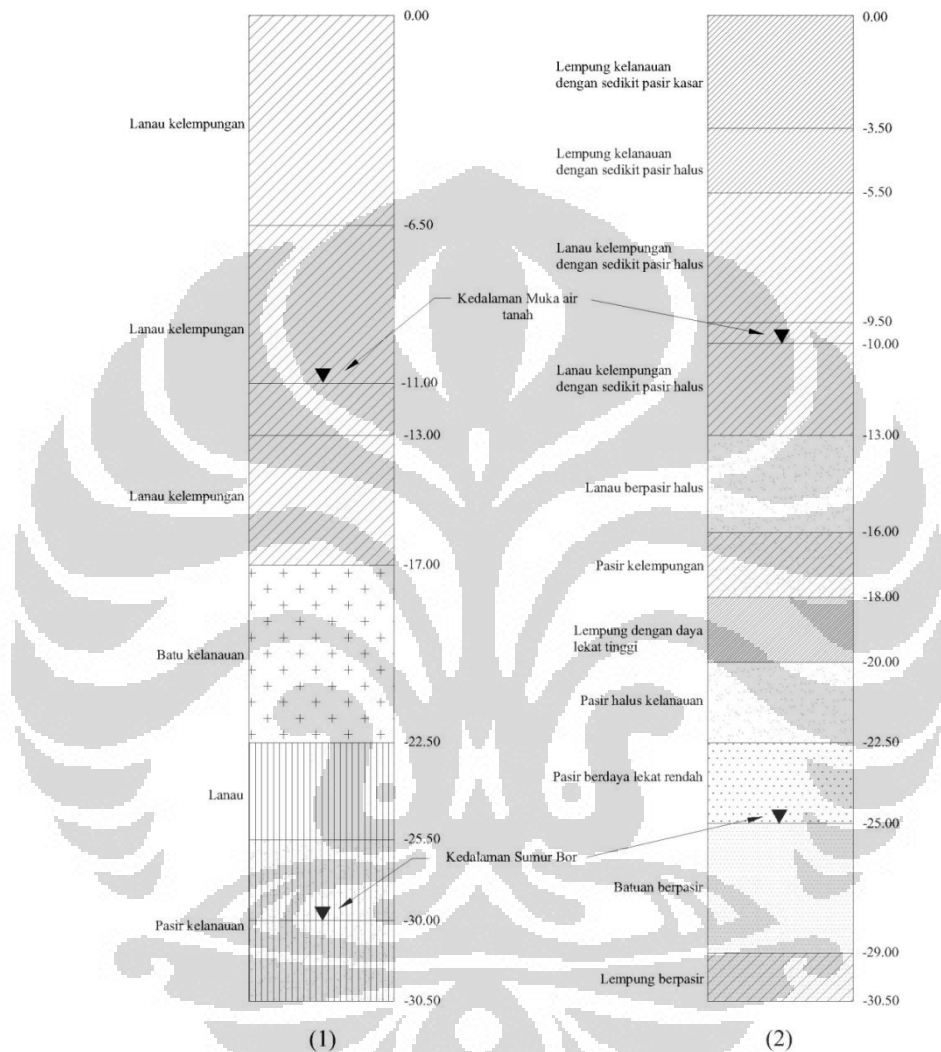 0.00
Lanau kelempungan
-6.50
Lanau kelempungan
-11.00
-13.00
Lanau kelempungan
-17.00
Batu kelanauan
-22.50
Lanau
-25.50
Pasir kelanauan
-30.00
-30.50
(1)
Kedalaman Muka air
tanah
Kedalaman Sumur Bor
0.00
Lempung kelanauan
dengan sedikit pasir kasar
-3.50
Lempung kelanauan
dengan sedikit pasir halus
-5.50
Lanau kelempungan
dengan sedikit pasir halus
-9.50
-10.00
Lanau kelempungan
dengan sedikit pasir halus
-13.00
Lanau berpasir halus
-16.00
Pasir kelempungan
-18.00
Lempung dengan daya
lekat tinggi
-20.00
Pasir halus kelanauan
-22.50
Pasir berdaya lekat rendah
-25.00
Batuan berpasir
-29.00
Lempung berpasir
-30.50
(2)